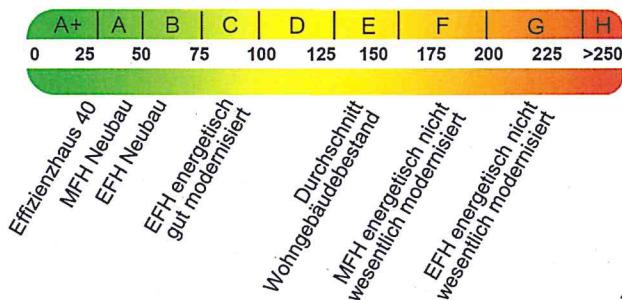 A+ A B C D E F G H
0 25 50 75 100 125 150 175 200 225 >250
Effizienzhaus 40
MFH Neubau
EFH Neubau
EFH energetisch
gut modernisiert
Durchschnitt
Wohngebäudebestand
MFH energetisch nicht
wesentlich modernisiert
EFH energetisch nicht
wesentlich modernisiert